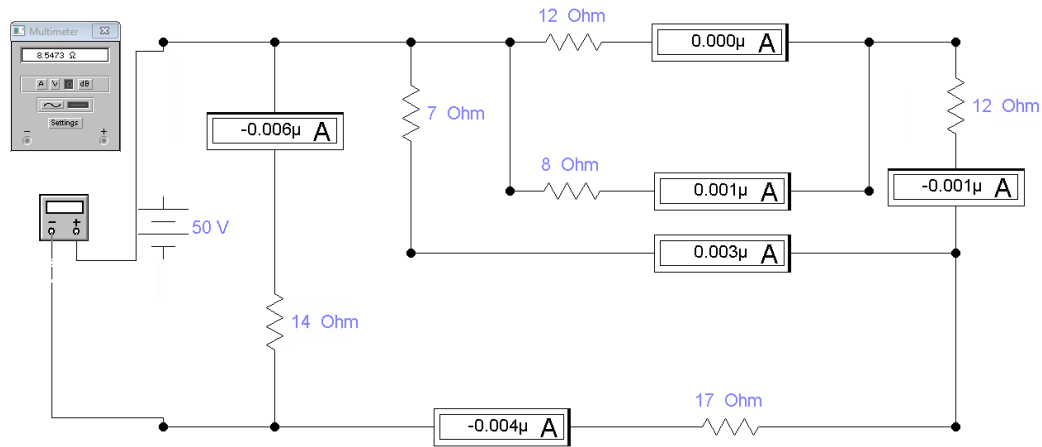 12 Ohm
Multimeter
8.5473 Ω
A V Ω dB
Settings
− +
0.000µ A
7 Ohm
12 Ohm
-0.006µ A
8 Ohm
0.001µ A
-0.001µ A
− +
50 V
0.003µ A
14 Ohm
17 Ohm
-0.004µ A